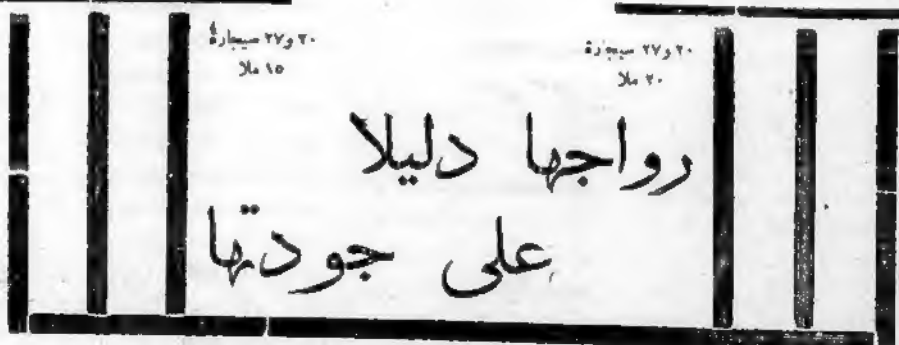 ٢٠ و٢٧ سيجارة
٢٠ ملا
٢٠ و٢٧ سيجارة
١٥ ملا
رواجها دليلا
على جودتها